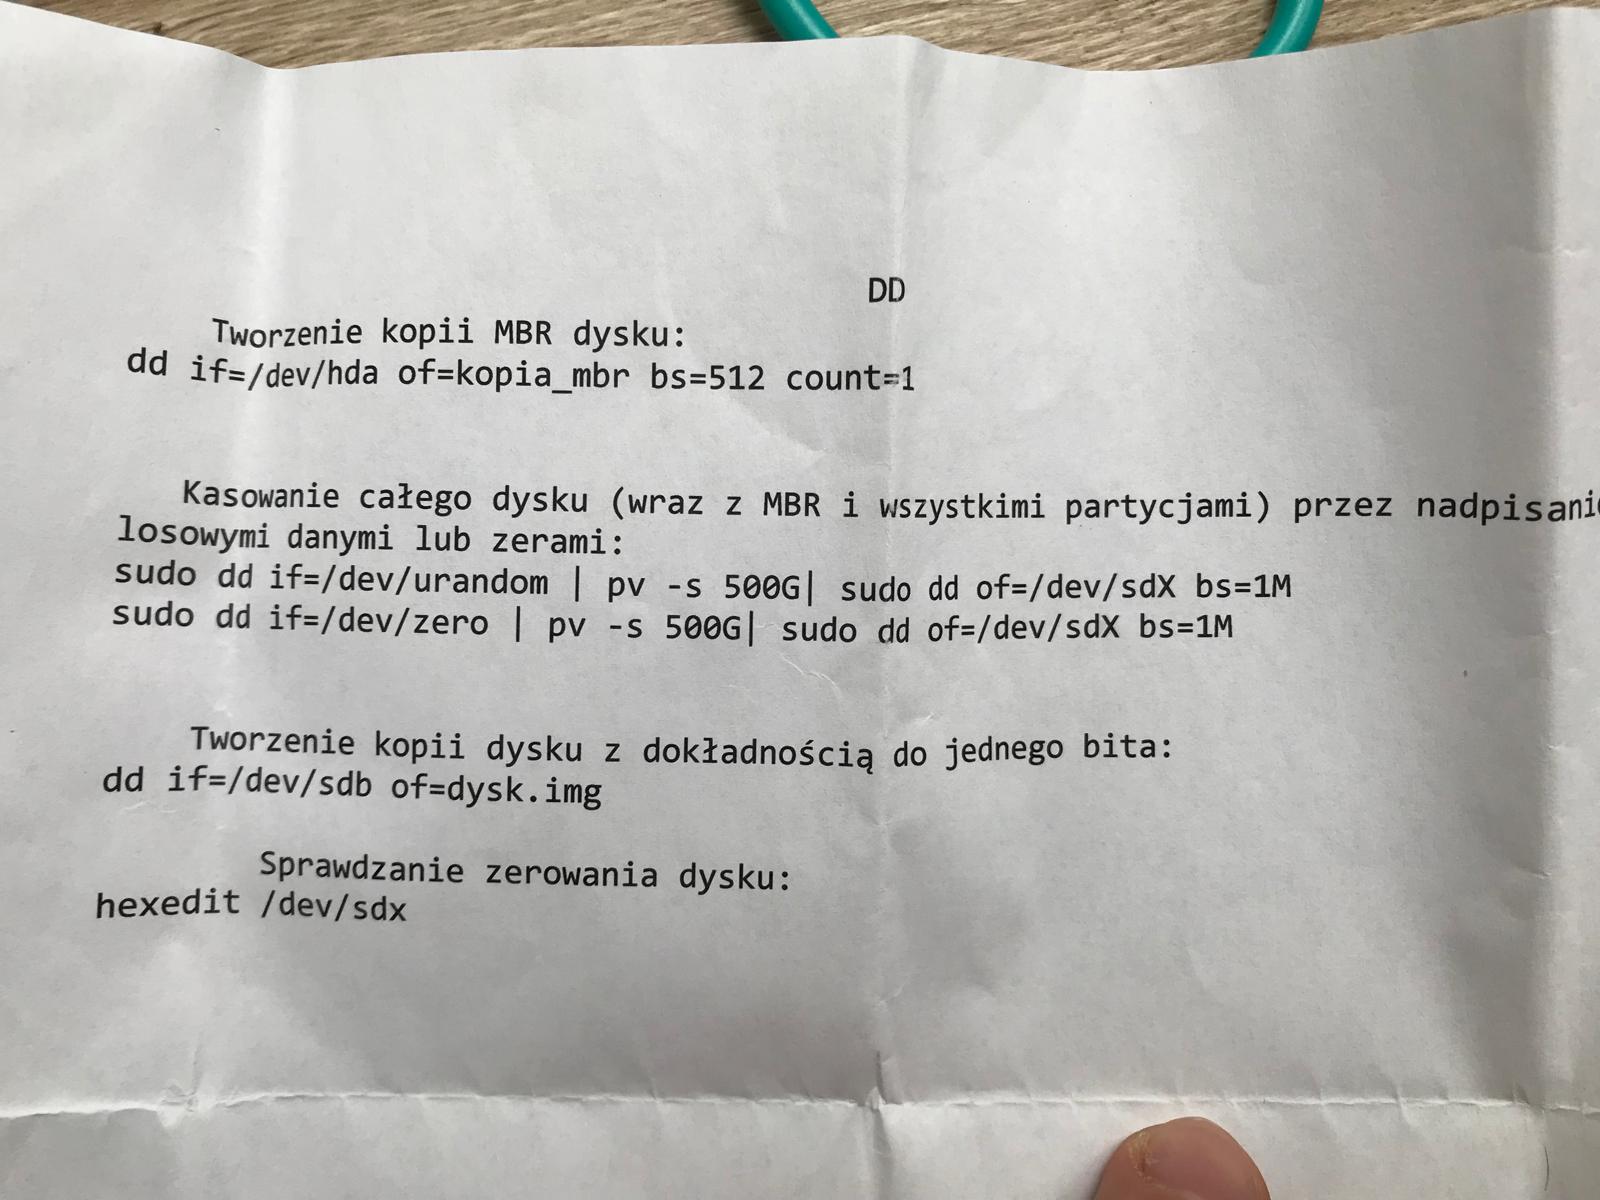 DD
Tworzenie kopii MBR dysku:
dd if=/dev/hda of=kopia_mbr bs=512 count=1
Kasowanie całego dysku (wraz z MBR i wszystkimi partycjami) przez nadpisanie
losowymi danymi lub zerami:
sudo dd if=/dev/urandom | pv -s 500G| sudo dd of=/dev/sdX bs=1M
sudo dd if=/dev/zero | pv -s 500G| sudo dd of=/dev/sdX bs=1M
Tworzenie kopii dysku z dokładnością do jednego bita:
dd if=/dev/sdb of=dysk.img
Sprawdzanie zerowania dysku:
hexedit /dev/sdx